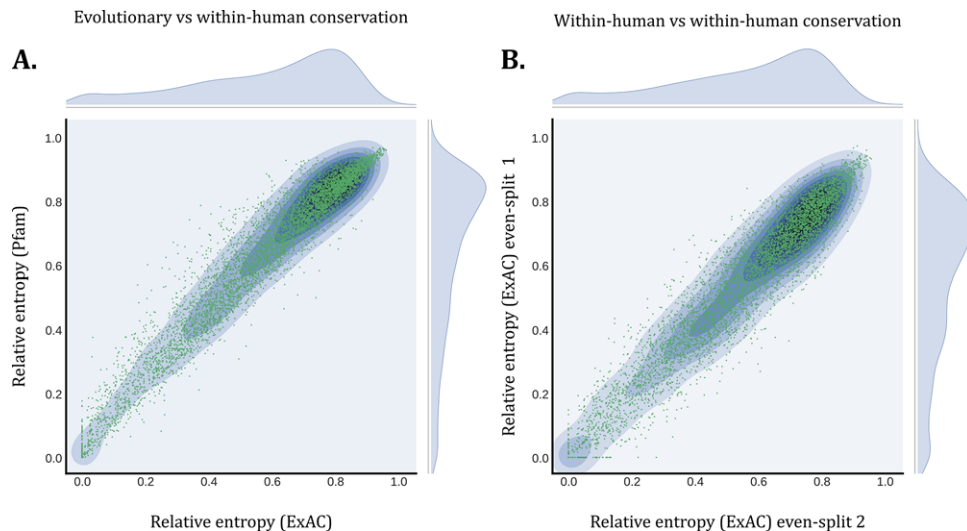 Evolutionary vs within-human conservation
A.
1.0
0.8
0.6
0.4
0.2
0.0
Relative entropy (Pfam)
0.0 0.2 0.4 0.6 0.8 1.0
Relative entropy (ExAC)
Within-human vs within-human conservation
B.
1.0
0.8
0.6
0.4
0.2
0.0
Relative entropy (ExAC) even-split 1
0.0 0.2 0.4 0.6 0.8 1.0
Relative entropy (ExAC) even-split 2